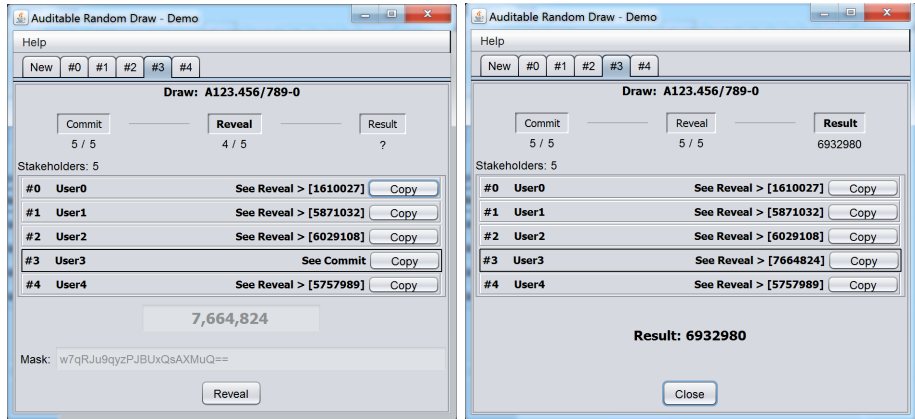 Auditable Random Draw - Demo
Help
New #0 #1 #2 #3 #4
Draw: A123.456/789-0
Commit Reveal Result
5 / 5 4 / 5 ?
Stakeholders: 5
#0 User0 See Reveal > [1610027] Copy
#1 User1 See Reveal > [5871032] Copy
#2 User2 See Reveal > [6029108] Copy
#3 User3 See Commit Copy
#4 User4 See Reveal > [5757989] Copy
7,664,824
Mask: w7qRJu9qyzPJBUxQsAXMuQ==
Reveal
Auditable Random Draw - Demo
Help
New #0 #1 #2 #3 #4
Draw: A123.456/789-0
Commit Reveal Result
5 / 5 5 / 5 6932980
Stakeholders: 5
#0 User0 See Reveal > [1610027] Copy
#1 User1 See Reveal > [5871032] Copy
#2 User2 See Reveal > [6029108] Copy
#3 User3 See Reveal > [7664824] Copy
#4 User4 See Reveal > [5757989] Copy
Result: 6932980
Close